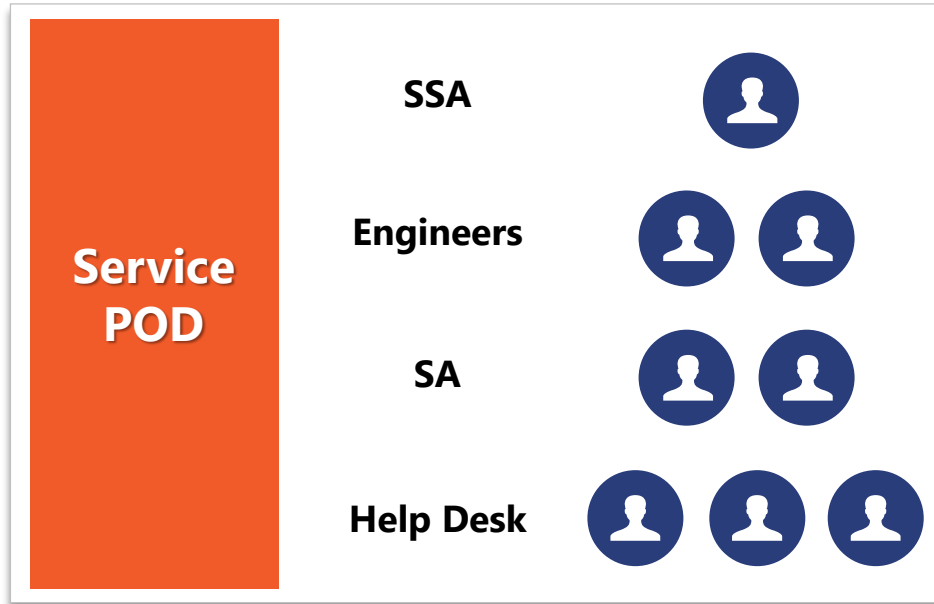 Service
POD
SSA
Engineers
SA
Help Desk